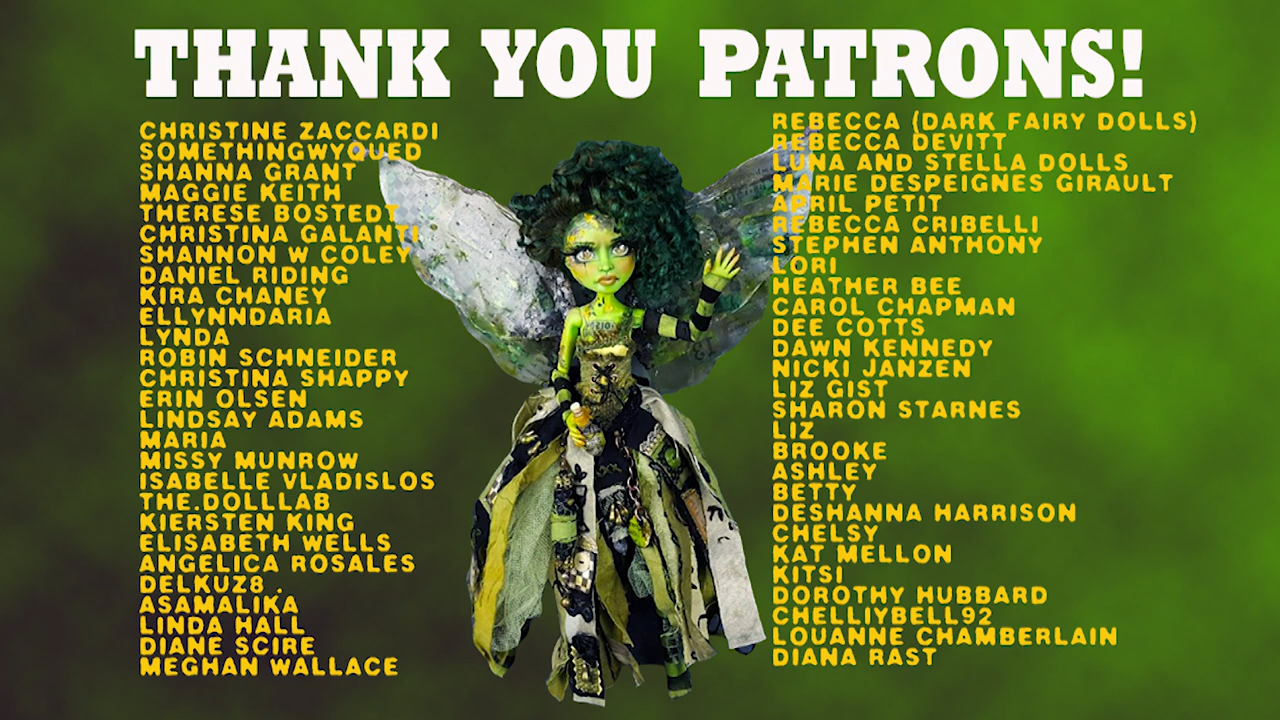 THANK YOU PATRONS!
CHRISTINE ZACCARDI
SOMETHINGWYQUED
SHANNA GRANT
MAGGIE KEITH
THERESE BOSTEDT
CHRISTINA GALANTI
SHANNON W COLEY
DANIEL RIDING
KIRA CHANEY
ELLYNNDARIA
LYNDA
ROBIN SCHNEIDER
CHRISTINA SHAPPY
ERIN OLSEN
LINDSAY ADAMS
MARIA
MISSY MUNROW
ISABELLE VLADISLOS
THE.DOLLLAB
KIERSTEN KING
ELISABETH WELLS
ANGELICA ROSALES
DELKUZ8 .
ASAMALIKA
LINDA HALL
DIANE SCIRE
MEGHAN WALLACE
REBECCA (DARK FAIRY DOLLS)
REBECCA DEVITT
LUNA AND STELLA DOLLS
MARIE DESPEIGNES GIRAULT
APRIL PETIT
REBECCA CRIBELLI
STEPHEN ANTHONY
LORI
HEATHER BEE
CAROL CHAPMAN
DEE COTTS
DAWN KENNEDY
NICKI JANZEN
LIZ GIST
SHARON STARNES
LIZ
BROOKE
ASHLEY
BETTY
DESHANNA HARRISON
CHELSY
KAT MELLON
KITSI
DOROTHY HUBBARD
CHELLIYBELL92
LOUANNE CHAMBERLAIN
DIANA RAST